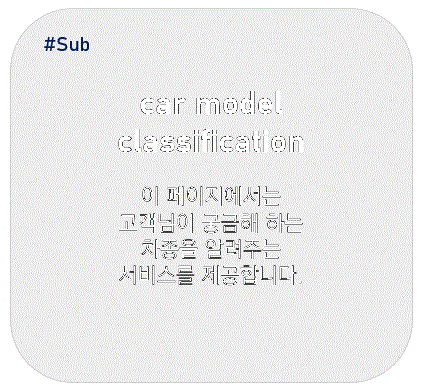 #Sub
car model
classification
이 페이지에서는
고객님이 궁금해 하는
차종을 알려주는
서비스를 제공합니다.